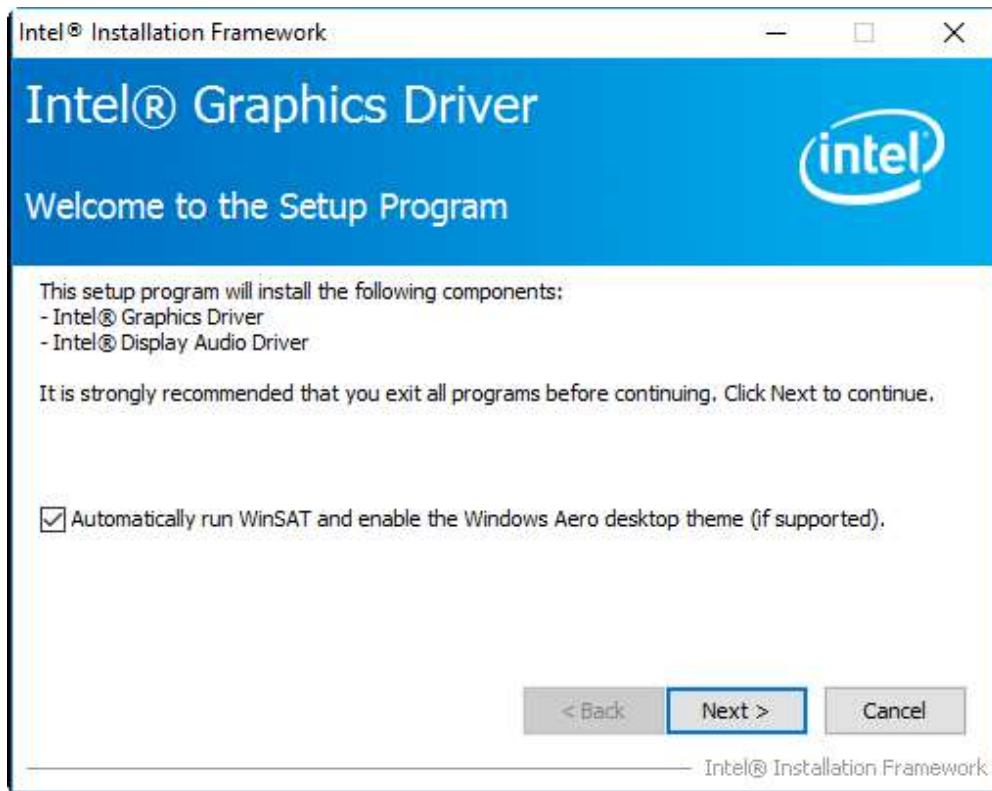 Intel® Installation Framework
Intel® Graphics Driver
intel
Welcome to the Setup Program
This setup program will install the following components:
- Intel® Graphics Driver
- Intel® Display Audio Driver
It is strongly recommended that you exit all programs before continuing. Click Next to continue.
Automatically run WinSAT and enable the Windows Aero desktop theme (if supported).
< Back Next > Cancel
Intel® Installation Framework